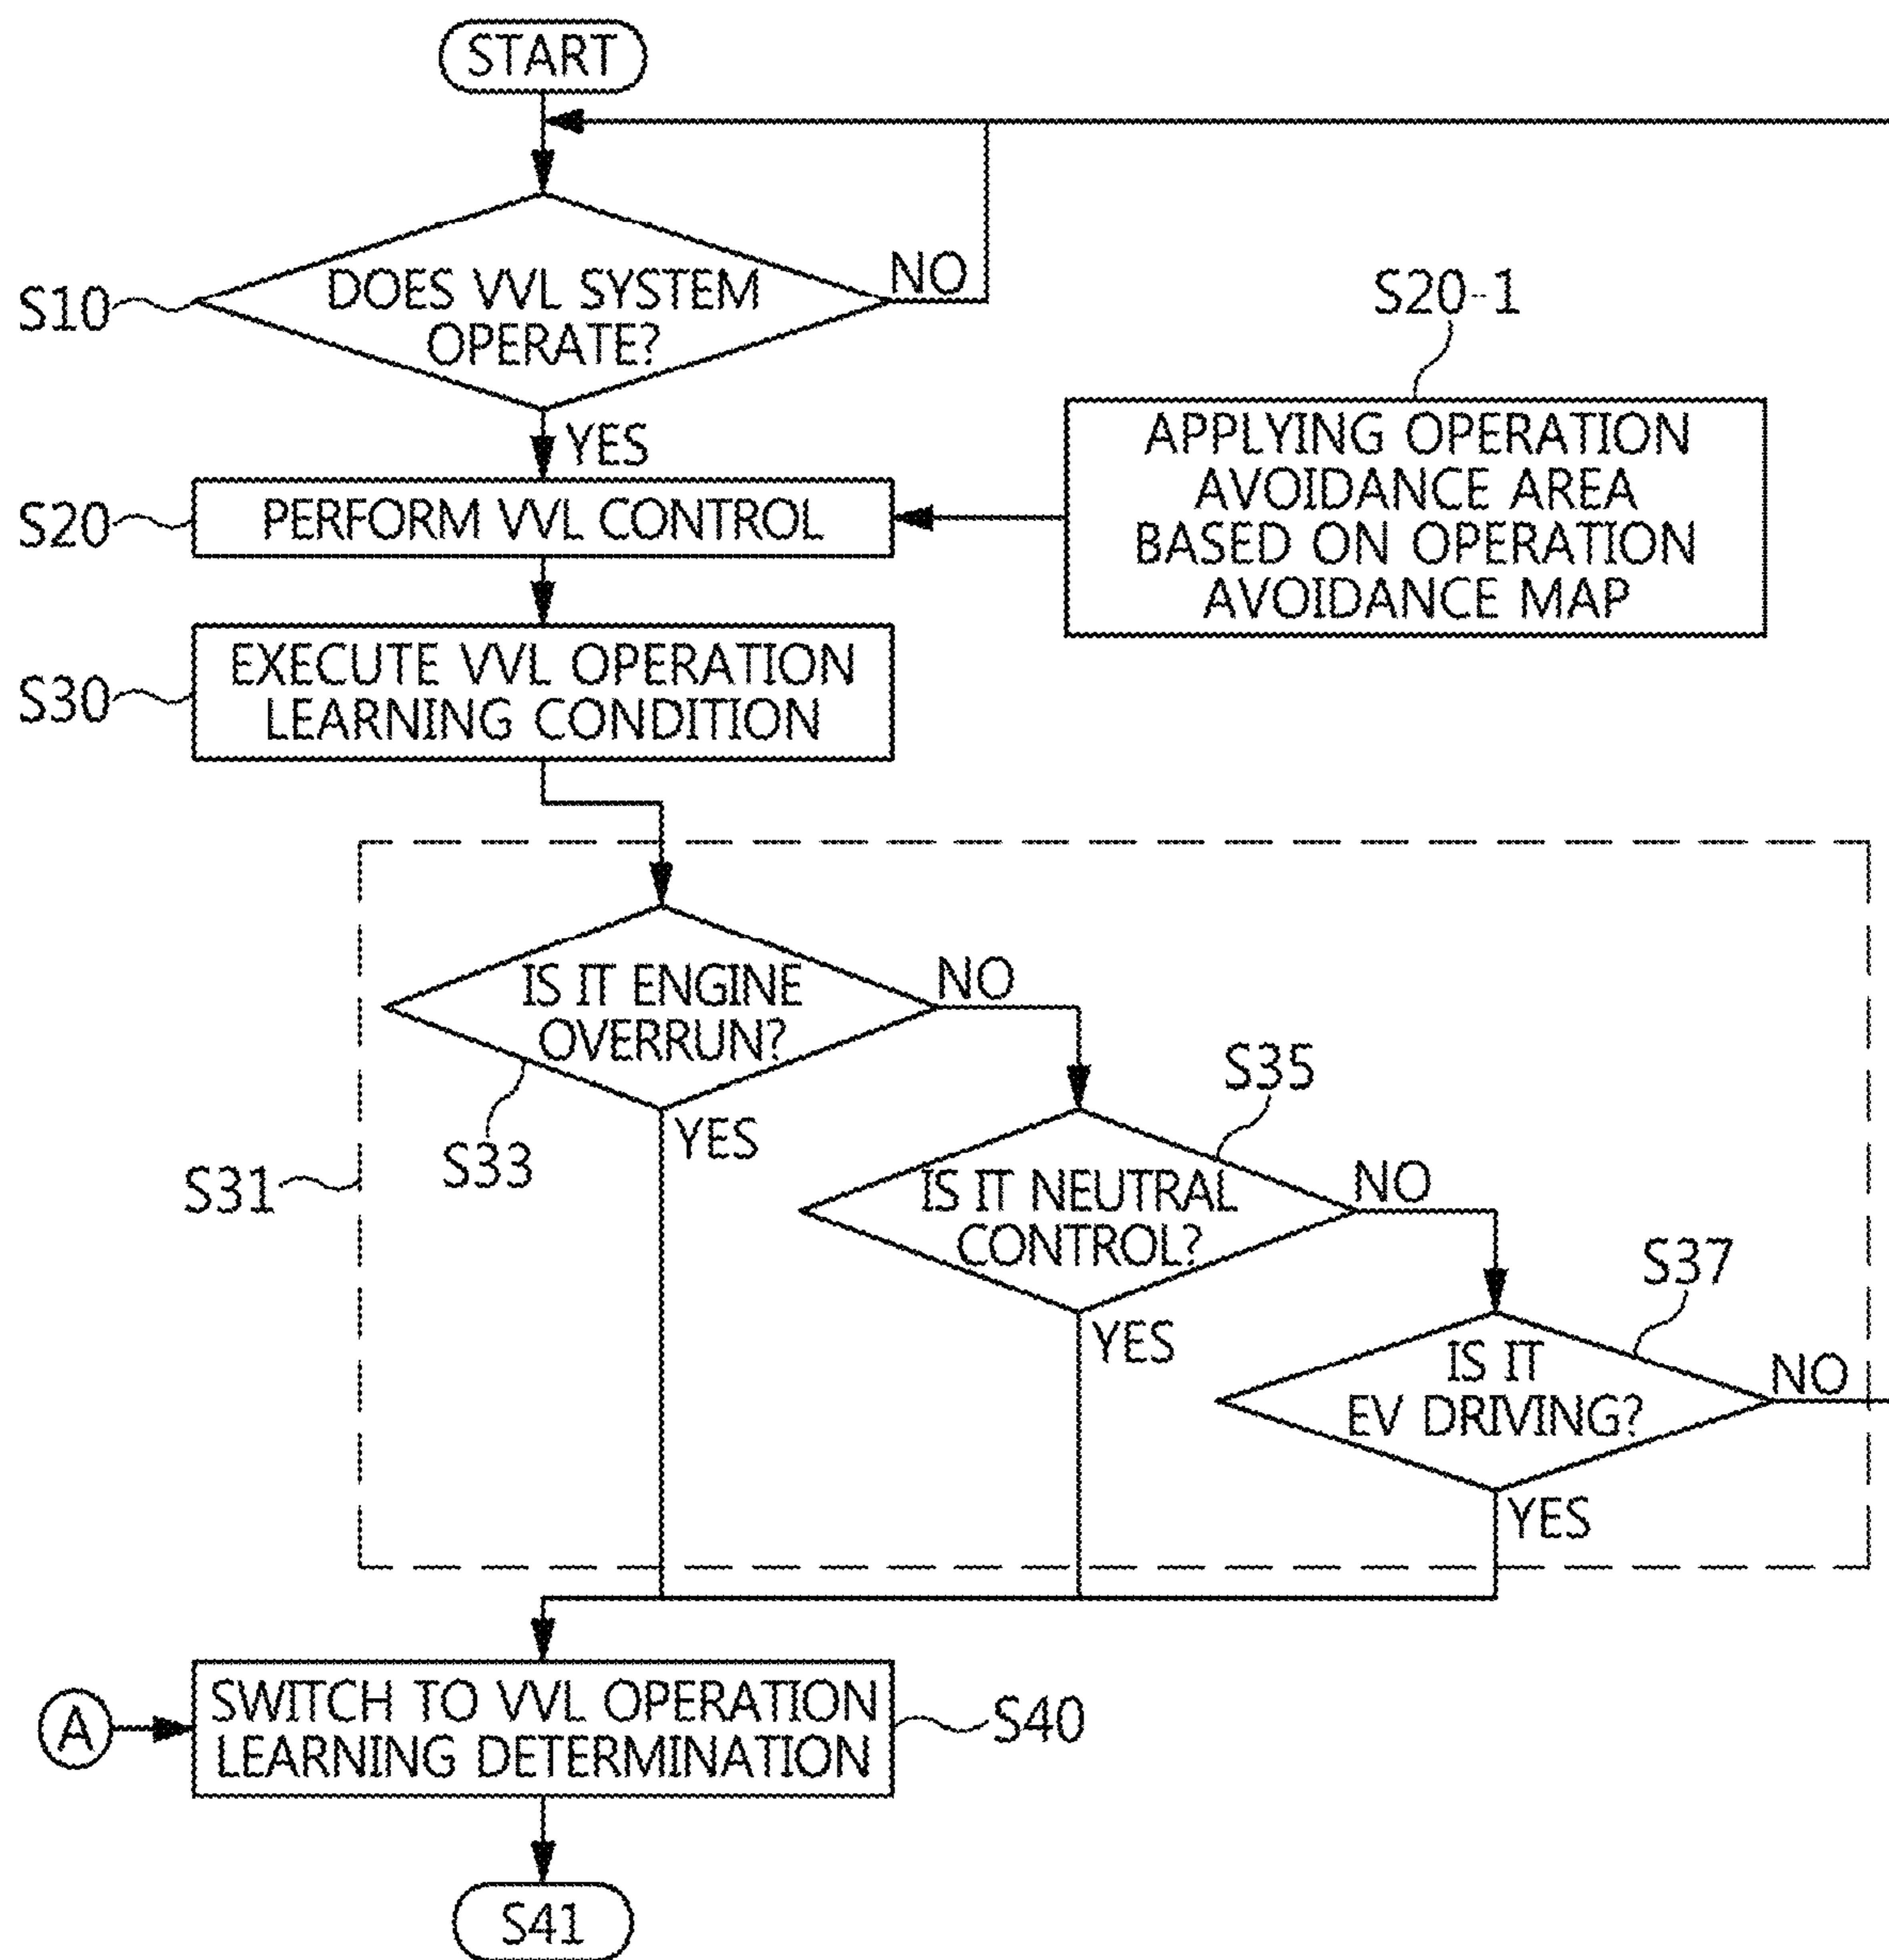 START
S10
DOES VVL SYSTEM
OPERATE?
NO
YES
S20-1
APPLYING OPERATION
AVOIDANCE AREA
BASED ON OPERATION
AVOIDANCE MAP
S20
PERFORM VVL CONTROL
S30
EXECUTE VVL OPERATION
LEARNING CONDITION
S31
IS IT ENGINE
OVERRUN?
NO
S33
YES
S35
IS IT NEUTRAL
CONTROL?
NO
YES
S37
IS IT
EV DRIVING?
NO
YES
A
SWITCH TO VVL OPERATION
LEARNING DETERMINATION
S40
S41